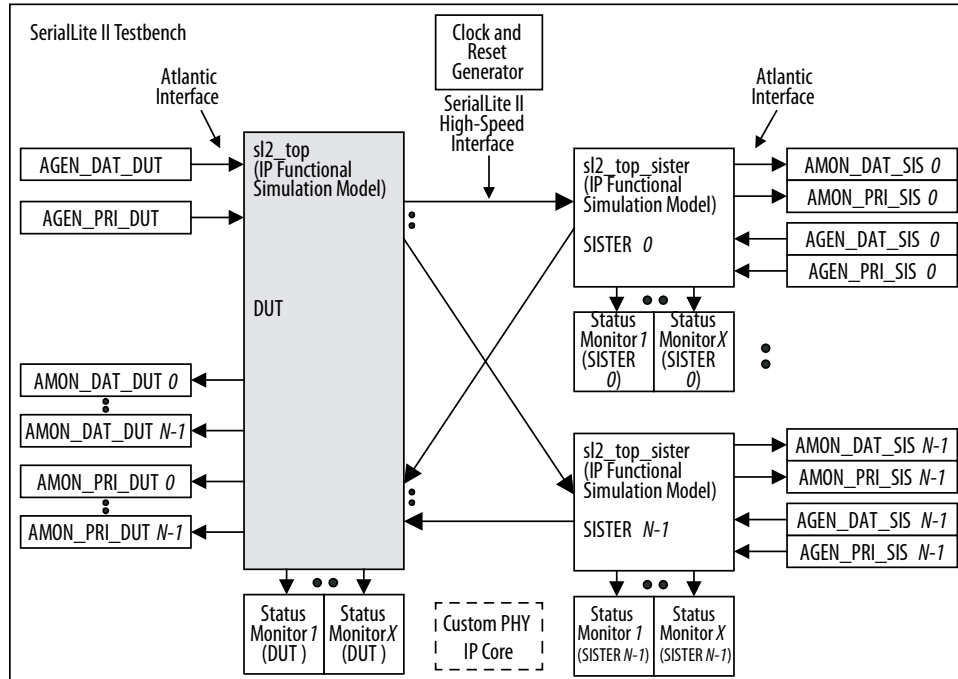 SerialLite II Testbench
Clock and
Reset
Generator
Atlantic
Interface
SerialLite II
High-Speed
Interface
Atlantic
Interface
AGEN_DAT_DUT
AGEN_PRI_DUT
sl2_top
(IP Functional
Simulation Model)
DUT
AMON_DAT_DUT 0
AMON_DAT_DUT N-1
AMON_PRI_DUT 0
AMON_PRI_DUT N-1
Status
Monitor 1
(DUT )
Status
Monitor X
(DUT )
sl2_top_sister
(IP Functional
Simulation Model)
SISTER 0
AMON_DAT_SIS 0
AMON_PRI_SIS 0
AGEN_DAT_SIS 0
AGEN_PRI_SIS 0
Status
Monitor 1
(SISTER
0)
Status
Monitor X
(SISTER
0)
sl2_top_sister
(IP Functional
Simulation Model)
SISTER N-1
AMON_DAT_SIS N-1
AMON_PRI_SIS N-1
AGEN_DAT_SIS N-1
AGEN_PRI_SIS N-1
Custom PHY
IP Core
Status
Monitor 1
(SISTER N-1)
Status
Monitor X
(SISTER N-1)